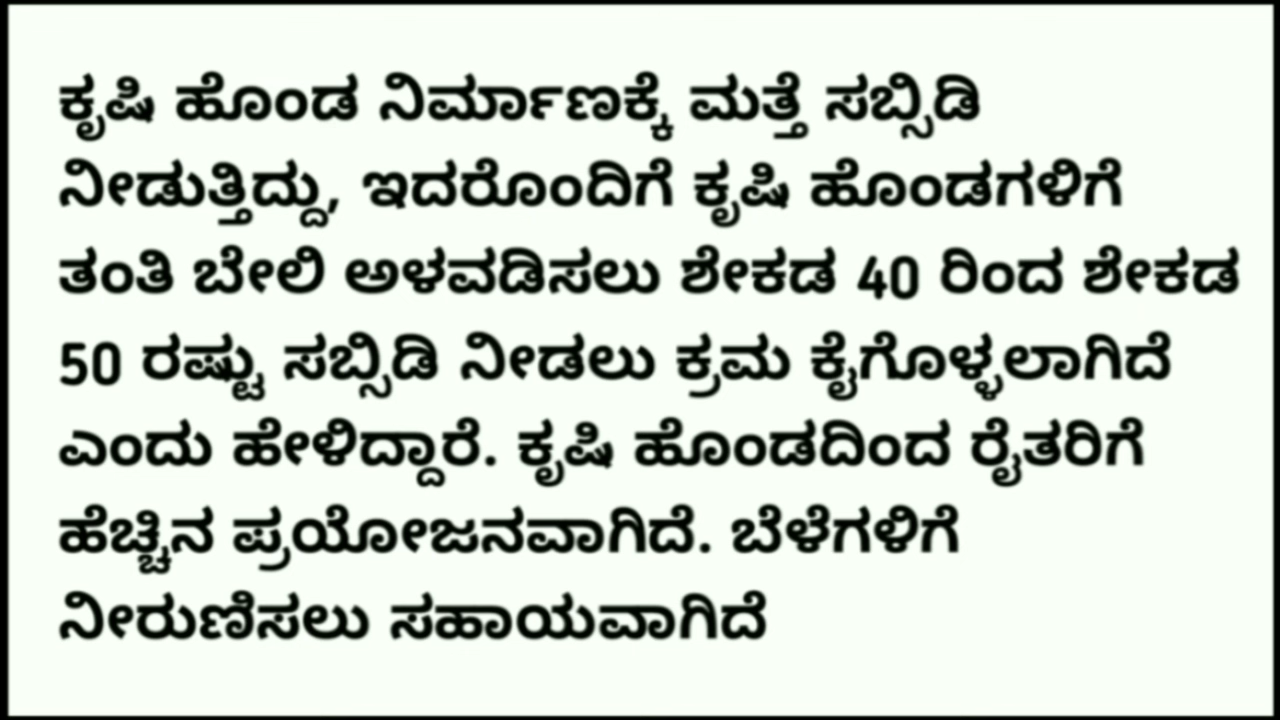 ಕೃಷಿ ಹೊಂಡ ನಿರ್ಮಾಣಕ್ಕೆ ಮತ್ತೆ ಸಬ್ಸಿಡಿ
ನೀಡುತ್ತಿದ್ದು, ಇದರೊಂದಿಗೆ ಕೃಷಿ ಹೊಂಡಗಳಿಗೆ
ತಂತಿ ಬೇಲಿ ಅಳವಡಿಸಲು ಶೇಕಡ 40 ರಿಂದ ಶೇಕಡ
50 ರಷ್ಟು ಸಬ್ಸಿಡಿ ನೀಡಲು ಕ್ರಮ ಕೈಗೊಳ್ಳಲಾಗಿದೆ
ಎಂದು ಹೇಳಿದ್ದಾರೆ. ಕೃಷಿ ಹೊಂಡದಿಂದ ರೈತರಿಗೆ
ಹೆಚ್ಚಿನ ಪ್ರಯೋಜನವಾಗಿದೆ. ಬೆಳೆಗಳಿಗೆ
ನೀರುಣಿಸಲು ಸಹಾಯವಾಗಿದೆ